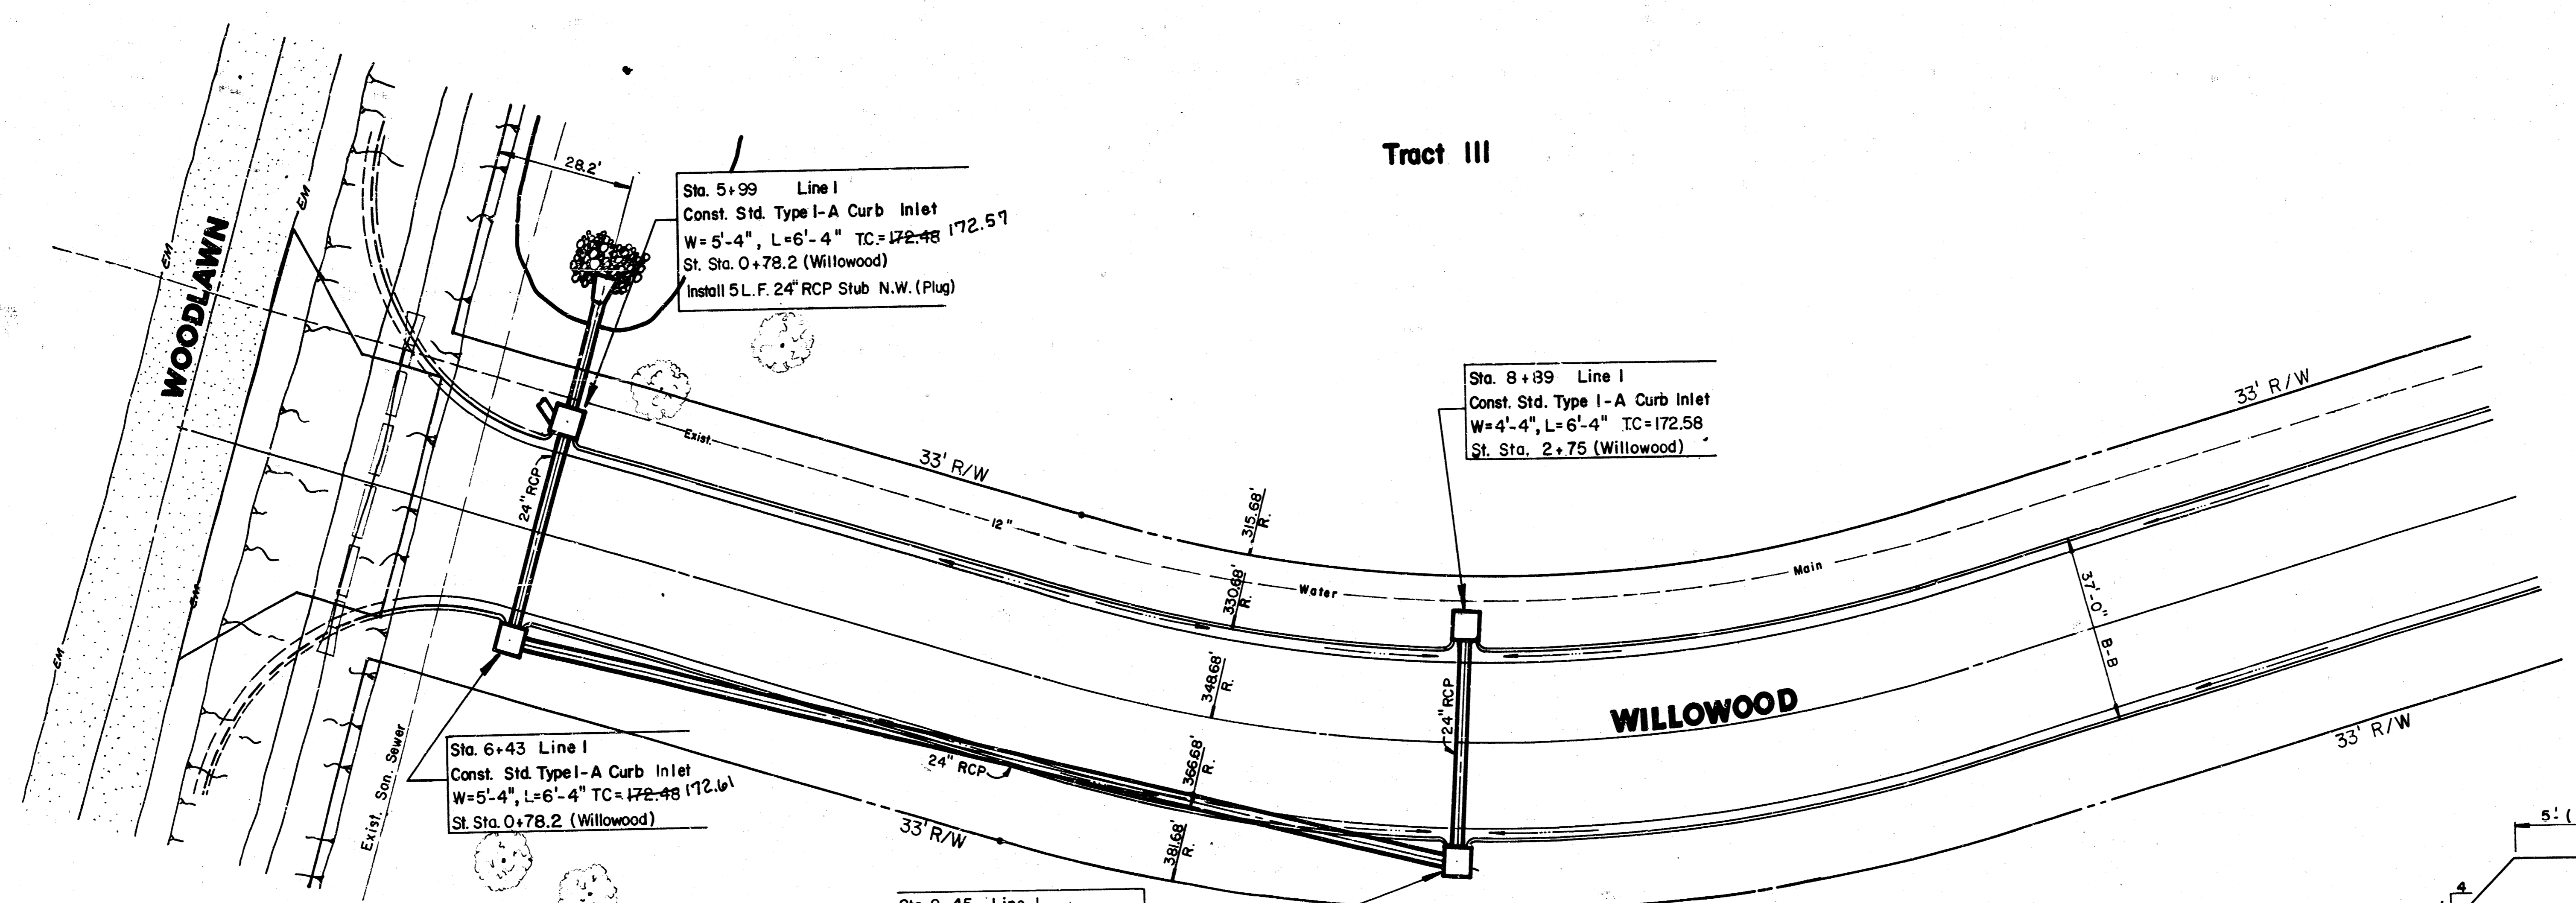 Tract III
28.2'
Sta. 5+99 Line I
Const. Std. Type I-A Curb Inlet
W=5'-4", L=6'-4" T.C.=172.48 172.57
St. Sta. 0+78.2 (Willowood)
Install 5 L.F. 24" RCP Stub N.W. (Plug)
EM
EM
WOODLAWN
EM
EM
Sta. 8+89 Line I
Const. Std. Type I-A Curb Inlet
W=4'-4", L=6'-4" T.C=172.58
St. Sta. 2+75 (Willowood)
33' R/W
Exist.
33' R/W
12"
Water
Main
24" RCP
315.68' R.
330.68' R.
348.68' R.
366.68' R.
381.68' R.
37'-0" B-B
24" RCP
WILLOWOOD
33' R/W
Exist. San. Sewer
Sta. 6+43 Line I
Const. Std. Type I-A Curb Inlet
W=5'-4", L=6'-4" TC=172.48 172.61
St. Sta. 0+78.2 (Willowood)
24" RCP
33' R/W
5'-(
4
Line I